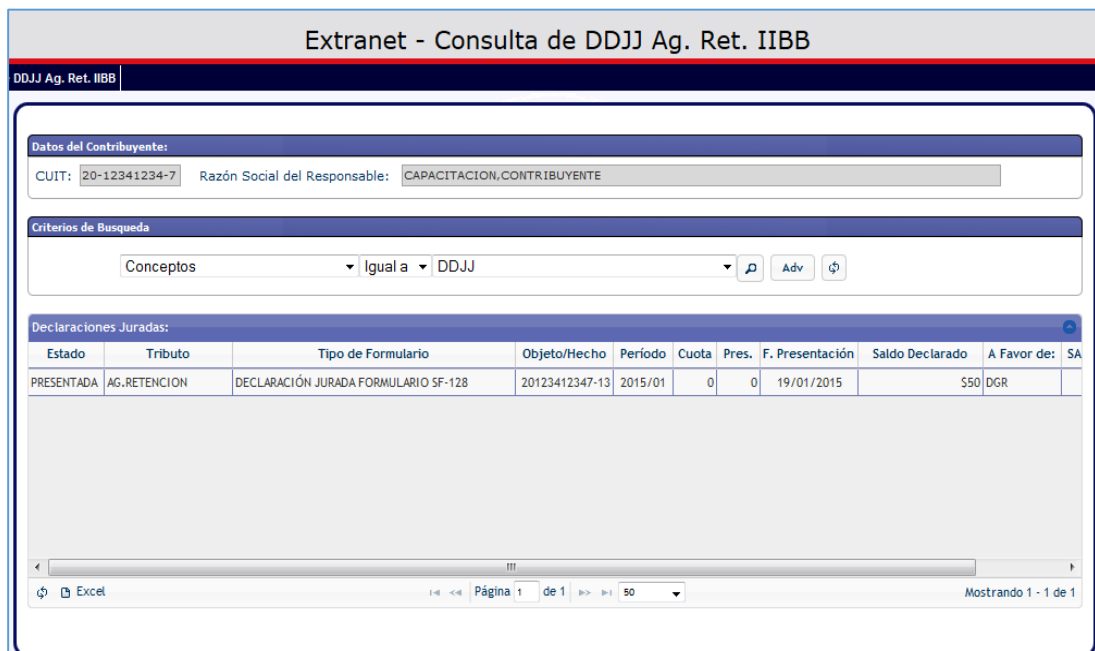 Extranet - Consulta de DDJJ Ag. Ret. IIBB
DDJJ Ag. Ret. IIBB
Datos del Contribuyente:
CUIT: 20-12341234-7 Razón Social del Responsable: CAPACITACION,CONTRIBUYENTE
Criterios de Busqueda
Conceptos Igual a DDJJ Adv
Declaraciones Juradas:
Estado Tributo Tipo de Formulario Objeto/Hecho Período Cuota Pres. F. Presentación Saldo Declarado A Favor de: SA
PRESENTADA AG.RETENCION DECLARACIÓN JURADA FORMULARIO SF-128 20123412347-13 2015/01 0 0 19/01/2015 $50 DGR
Excel Página 1 de 1 50 Mostrando 1 - 1 de 1